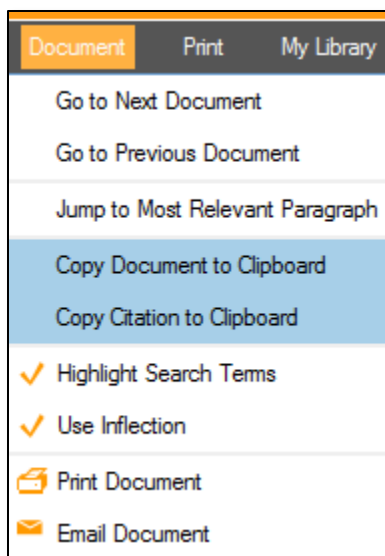 Document Print My Library
Go to Next Document
Go to Previous Document
Jump to Most Relevant Paragraph
Copy Document to Clipboard
Copy Citation to Clipboard
Highlight Search Terms
Use Inflection
Print Document
Email Document